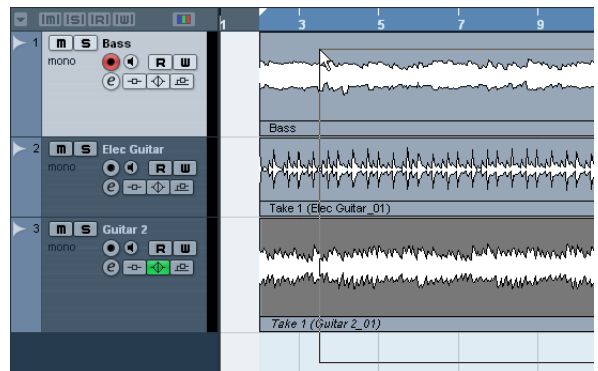 m S R W 1 3 5 7 9
1 m S Bass
mono R W
e
Bass
2 m S Elec Guitar
mono R W
e
Take 1 (Elec Guitar_01)
3 m S Guitar 2
mono R W
e
Take 1 (Guitar 2_01)